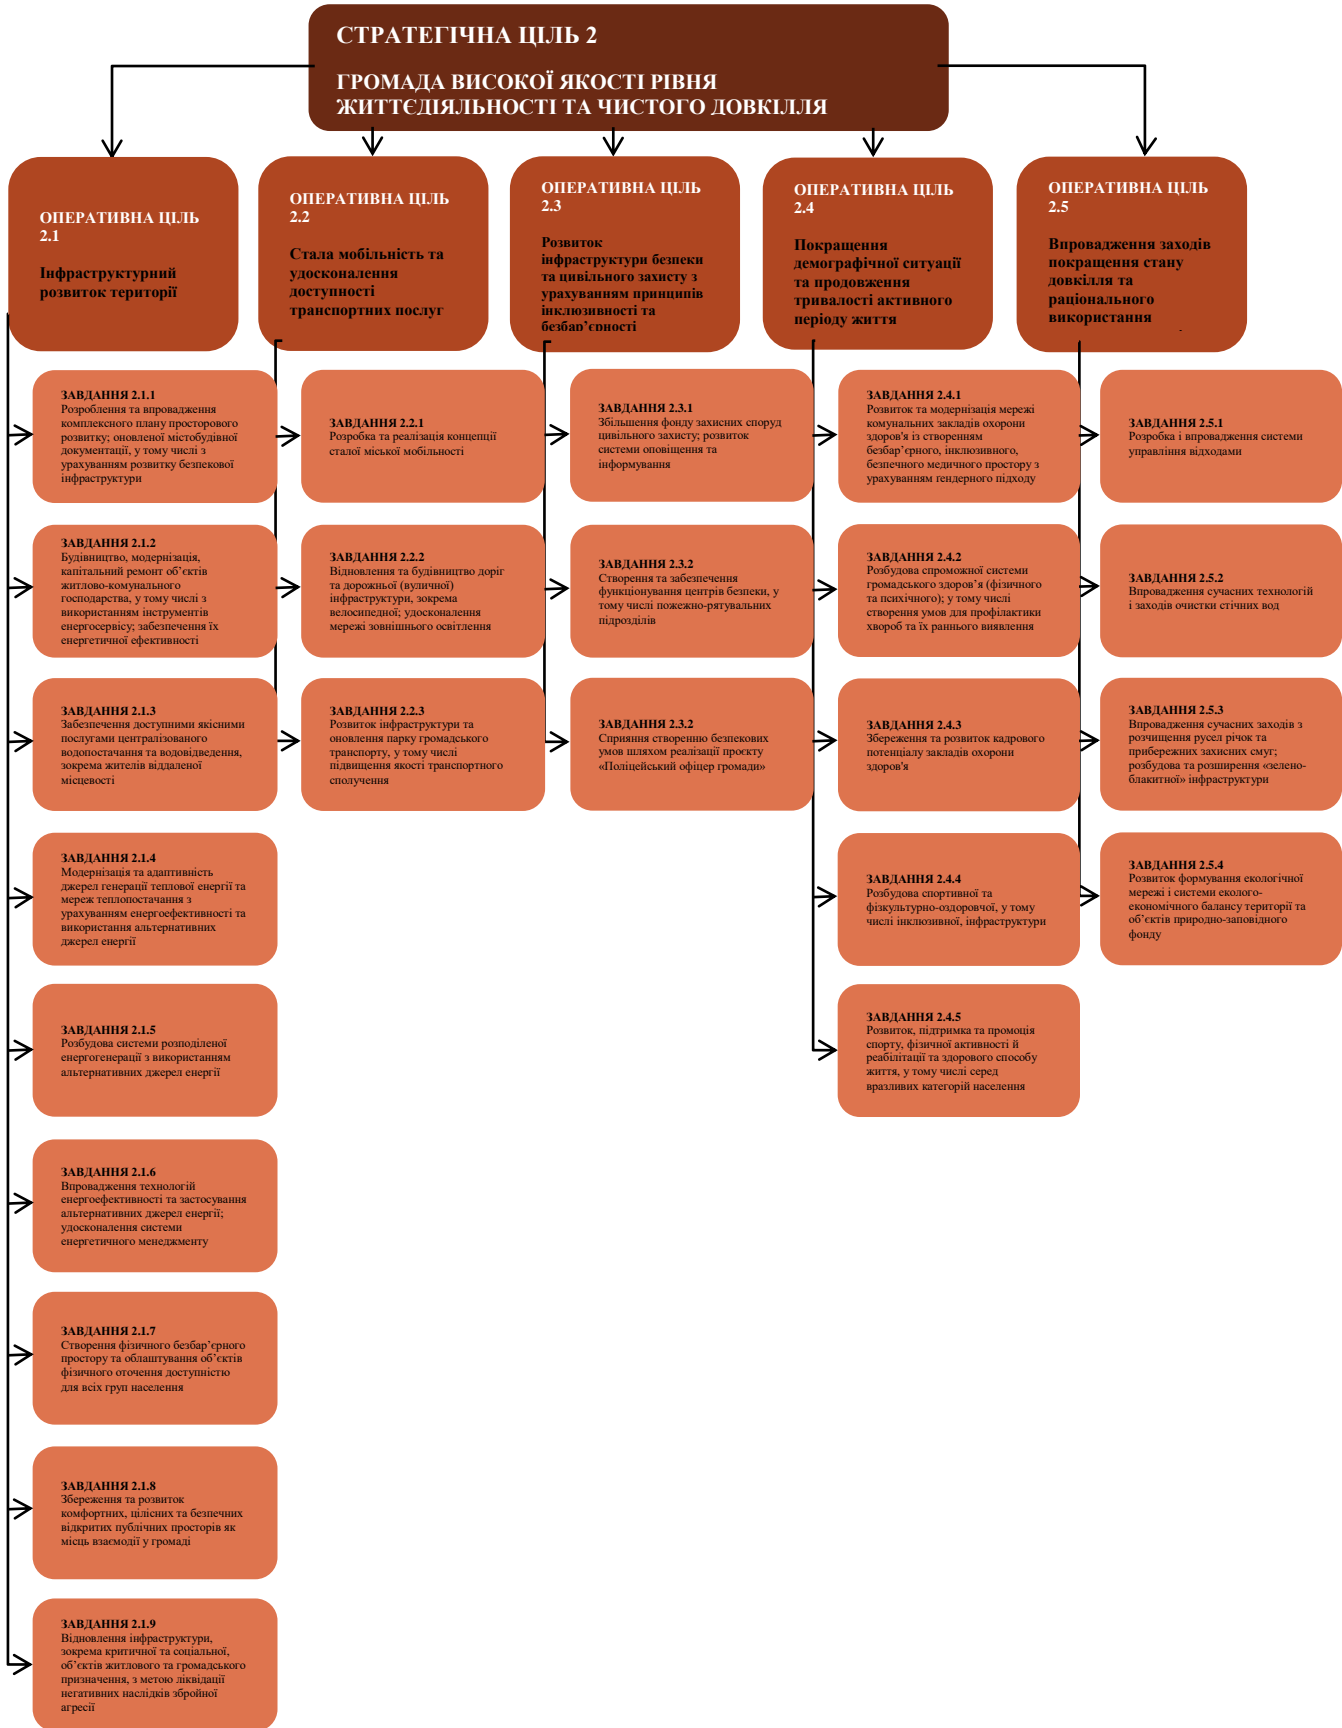 СТРАТЕГІЧНА ЦІЛЬ 2
ГРОМАДА ВИСОКОЇ ЯКОСТІ РІВНЯ
ЖИТТЄДІЯЛЬНОСТІ ТА ЧИСТОГО ДОВКІЛЛЯ
ОПЕРАТИВНА ЦІЛЬ
2.1
Інфраструктурний
розвиток території
ЗАВДАННЯ 2.1.1
Розроблення та впровадження
комплексного плану просторового
розвитку; оновленої містобудівної
документації, у тому числі з
урахуванням розвитку безпекової
інфраструктури
ЗАВДАННЯ 2.1.2
Будівництво, модернізація,
капітальний ремонт об’єктів
житлово-комунального
господарства, у тому числі з
використанням інструментів
енергосервісу; забезпечення їх
енергетичної ефективності
ЗАВДАННЯ 2.1.3
Забезпечення доступними якісними
послугами централізованого
водопостачання та водовідведення,
зокрема жителів віддаленої
місцевості
ЗАВДАННЯ 2.1.4
Модернізація та адаптивність
джерел генерації теплової енергії та
мереж теплопостачання з
урахуванням енергоефективності та
використання альтернативних
джерел енергії
ЗАВДАННЯ 2.1.5
Розбудова системи розподіленої
енергогенерації з використанням
альтернативних джерел енергії
ЗАВДАННЯ 2.1.6
Впровадження технологій
енергоефективності та застосування
альтернативних джерел енергії;
удосконалення системи
енергетичного менеджменту
ЗАВДАННЯ 2.1.7
Створення фізичного безбар’єрного
простору та облаштування об’єктів
фізичного оточення доступністю
для всіх груп населення
ЗАВДАННЯ 2.1.8
Збереження та розвиток
комфортних, цілісних та безпечних
відкритих публічних просторів як
місць взаємодії у громаді
ЗАВДАННЯ 2.1.9
Відновлення інфраструктури,
зокрема критичної та соціальної,
об’єктів житлового та громадського
призначення, з метою ліквідації
негативних наслідків збройної
агресії
ОПЕРАТИВНА ЦІЛЬ
2.2
Стала мобільність та
удосконалення
доступності
транспортних послуг
ЗАВДАННЯ 2.2.1
Розробка та реалізація концепції
сталої міської мобільності
ЗАВДАННЯ 2.2.2
Відновлення та будівництво доріг
та дорожньої (вуличної)
інфраструктури, зокрема
велосипедної; удосконалення
мережі зовнішнього освітлення
ЗАВДАННЯ 2.2.3
Розвиток інфраструктури та
оновлення парку громадського
транспорту, у тому числі
підвищення якості транспортного
сполучення
ОПЕРАТИВНА ЦІЛЬ
2.3
Розвиток
інфраструктури безпеки
та цивільного захисту з
урахуванням принципів
інклюзивності та
безбар’єрності
ЗАВДАННЯ 2.3.1
Збільшення фонду захисних споруд
цивільного захисту; розвиток
системи оповіщення та
інформування
ЗАВДАННЯ 2.3.2
Створення та забезпечення
функціонування центрів безпеки, у
тому числі пожежно-рятувальних
підрозділів
ЗАВДАННЯ 2.3.2
Сприяння створенню безпекових
умов шляхом реалізації проєкту
«Поліцейський офіцер громади»
ОПЕРАТИВНА ЦІЛЬ
2.4
Покращення
демографічної ситуації
та продовження
тривалості активного
періоду життя
ЗАВДАННЯ 2.4.1
Розвиток та модернізація мережі
комунальних закладів охорони
здоров'я із створенням
безбар’єрного, інклюзивного,
безпечного медичного простору з
урахуванням ґендерного підходу
ЗАВДАННЯ 2.4.2
Розбудова спроможної системи
громадського здоров’я (фізичного
та психічного); у тому числі
створення умов для профілактики
хвороб та їх раннього виявлення
ЗАВДАННЯ 2.4.3
Збереження та розвиток кадрового
потенціалу закладів охорони
здоров'я
ЗАВДАННЯ 2.4.4
Розбудова спортивної та
фізкультурно-оздоровчої, у тому
числі інклюзивної, інфраструктури
ЗАВДАННЯ 2.4.5
Розвиток, підтримка та промоція
спорту, фізичної активності й
реабілітації та здорового способу
життя, у тому числі серед
вразливих категорій населення
ОПЕРАТИВНА ЦІЛЬ
2.5
Впровадження заходів
покращення стану
довкілля та
раціонального
використання
ЗАВДАННЯ 2.5.1
Розробка і впровадження системи
управління відходами
ЗАВДАННЯ 2.5.2
Впровадження сучасних технологій
і заходів очистки стічних вод
ЗАВДАННЯ 2.5.3
Впровадження сучасних заходів з
розчищення русел річок та
прибережних захисних смуг;
розбудова та розширення «зелено-
блакитної» інфраструктури
ЗАВДАННЯ 2.5.4
Розвиток формування екологічної
мережі і системи еколого-
економічного балансу території та
об’єктів природно-заповідного
фонду